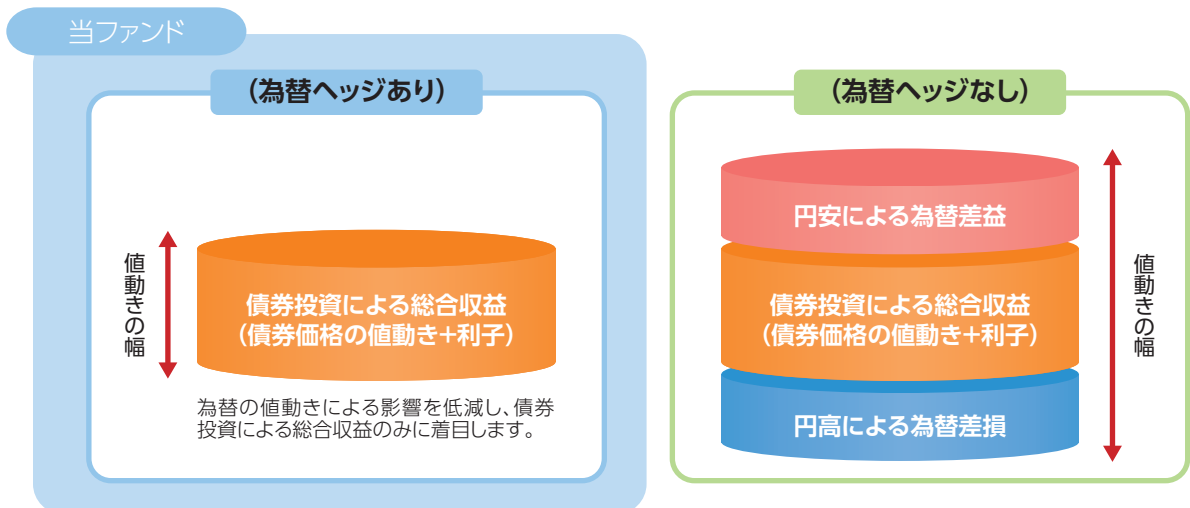 当ファンド
(為替ヘッジあり)
値動きの幅
債券投資による総合収益
(債券価格の値動き+利子)
為替の値動きによる影響を低減し、債券
投資による総合収益のみに着目します。
(為替ヘッジなし)
円安による為替差益
債券投資による総合収益
(債券価格の値動き+利子)
円高による為替差損
値動きの幅